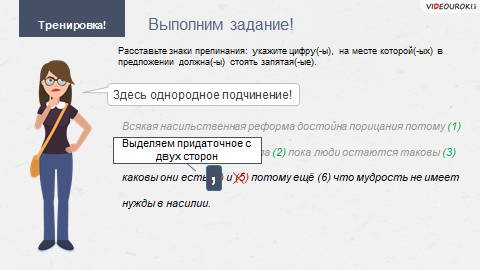 Тренировка!
Выполним задание!
VIDEOUROKI
Расставьте знаки препинания: укажите цифру(-ы), на месте которой(-ых) в
предложении должна(-ы) стоять запятая(-ые).
Здесь однородное подчинение!
Всякая насильственная реформа достойна порицания потому (1)
Выделяем придаточное с
двух сторон
(2) пока люди остаются таковы (3)
каковы они есть , и (5) потому ещё (6) что мудрость не имеет
нужды в насилии.